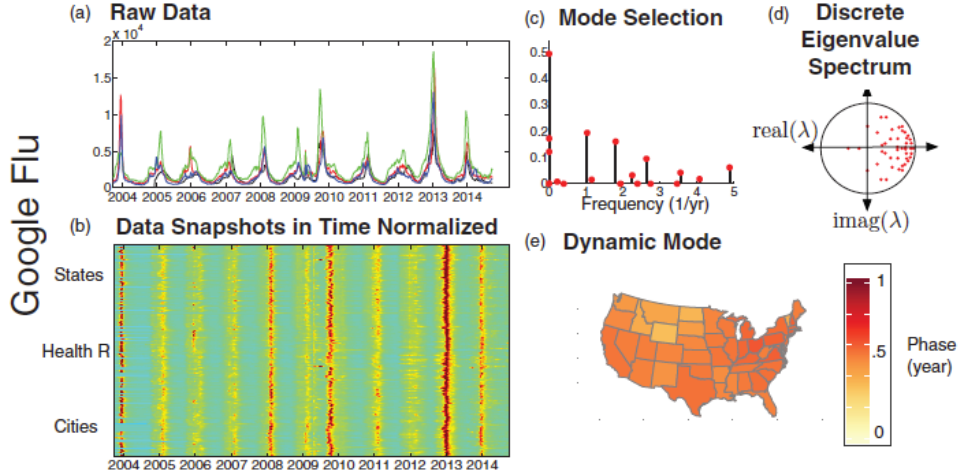 Google Flu
(a) Raw Data
2 x 10⁴
1.5
1
0.5
0
2004 2005 2006 2007 2008 2009 2010 2011 2012 2013 2014
(b) Data Snapshots in Time Normalized
States
Health R
Cities
2004 2005 2006 2007 2008 2009 2010 2011 2012 2013 2014
(c) Mode Selection
0.5
0.4
0.3
0.2
0.1
0
0 1 2 3 4 5
Frequency (1/yr)
(d) Discrete
Eigenvalue
Spectrum
real(λ)
imag(λ)
(e) Dynamic Mode
1
.5
0
Phase
(year)